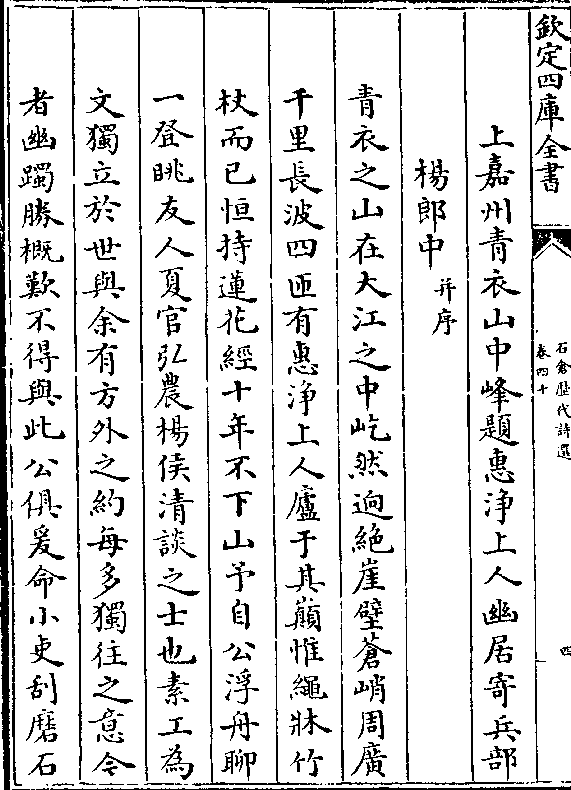 欽定四庫全書
石倉歴代詩選
卷四十
四
上嘉州青衣山中峰題惠浄上人幽居寄兵部
楊郎中并序
青衣之山在大江之中屹然逈絶崖壁蒼峭周廣
千里長波四匝有惠浄上人廬于其巔惟繩牀竹
杖而已恒持蓮花經十年不下山予自公浮舟聊
一登眺友人夏官弘農楊侯清談之士也素工為
文獨立於世與余有方外之約每多獨往之意今
者幽躅勝概歎不得與此公俱爰命小吏刮磨石